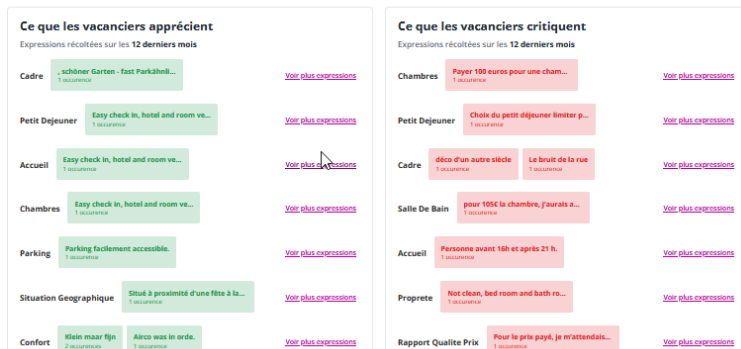 Ce que les vacanciers apprécient
Expressions récoltées sur les 12 derniers mois
Cadre
, schöner Garten - fast Parkähnli...
1 occurence
Voir plus expressions
Petit Dejeuner
Easy check in, hotel and room ve...
1 occurence
Voir plus expressions
Accueil
Easy check in, hotel and room ve...
1 occurence
Voir plus expressions
Chambres
Easy check in, hotel and room ve...
1 occurence
Voir plus expressions
Parking
Parking facilement accessible.
1 occurence
Voir plus expressions
Situation Geographique
Situé à proximité d'une fête à la...
1 occurence
Voir plus expressions
Confort
Klein maar fijn
2 occurences
Airco was in orde.
1 occurence
Voir plus expressions
Ce que les vacanciers critiquent
Expressions récoltées sur les 12 derniers mois
Chambres
Payer 100 euros pour une cham...
1 occurence
Voir plus expressions
Petit Dejeuner
Choix du petit déjeuner limiter p...
1 occurence
Voir plus expressions
Cadre
déco d'un autre siècle
1 occurence
Le bruit de la rue
1 occurence
Voir plus expressions
Salle De Bain
pour 105€ la chambre, j'aurais a...
1 occurence
Voir plus expressions
Accueil
Personne avant 16h et après 21 h.
1 occurence
Voir plus expressions
Proprete
Not clean, bed room and bath ro...
1 occurence
Voir plus expressions
Rapport Qualite Prix
Pour le prix payé, je m'attendais...
1 occurence
Voir plus expressions